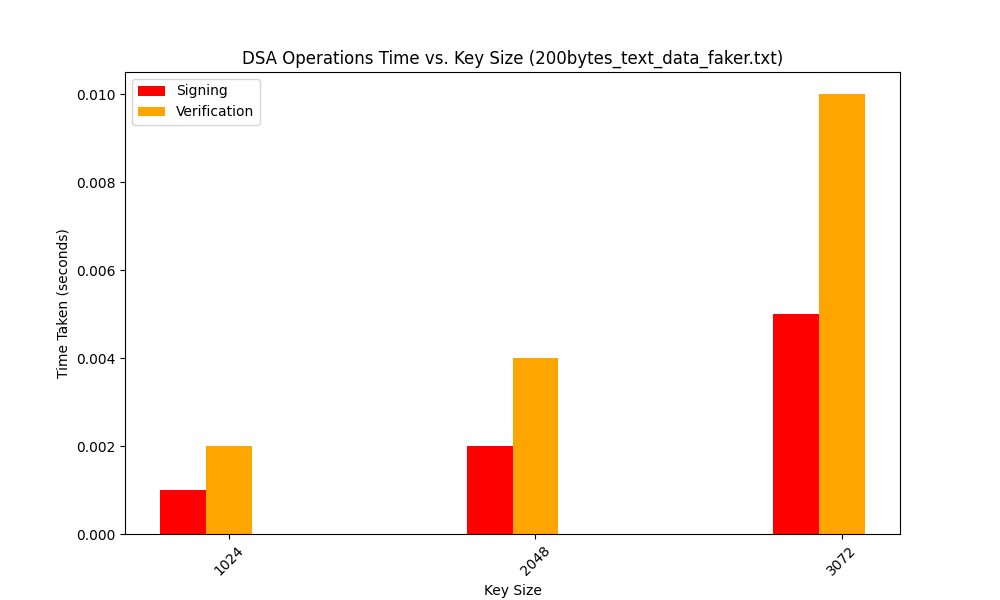 DSA Operations Time vs. Key Size (200bytes_text_data_faker.txt)
Signing
Verification
0.010
0.008
0.006
0.004
0.002
0.000
Time Taken (seconds)
1024
2048
3072
Key Size